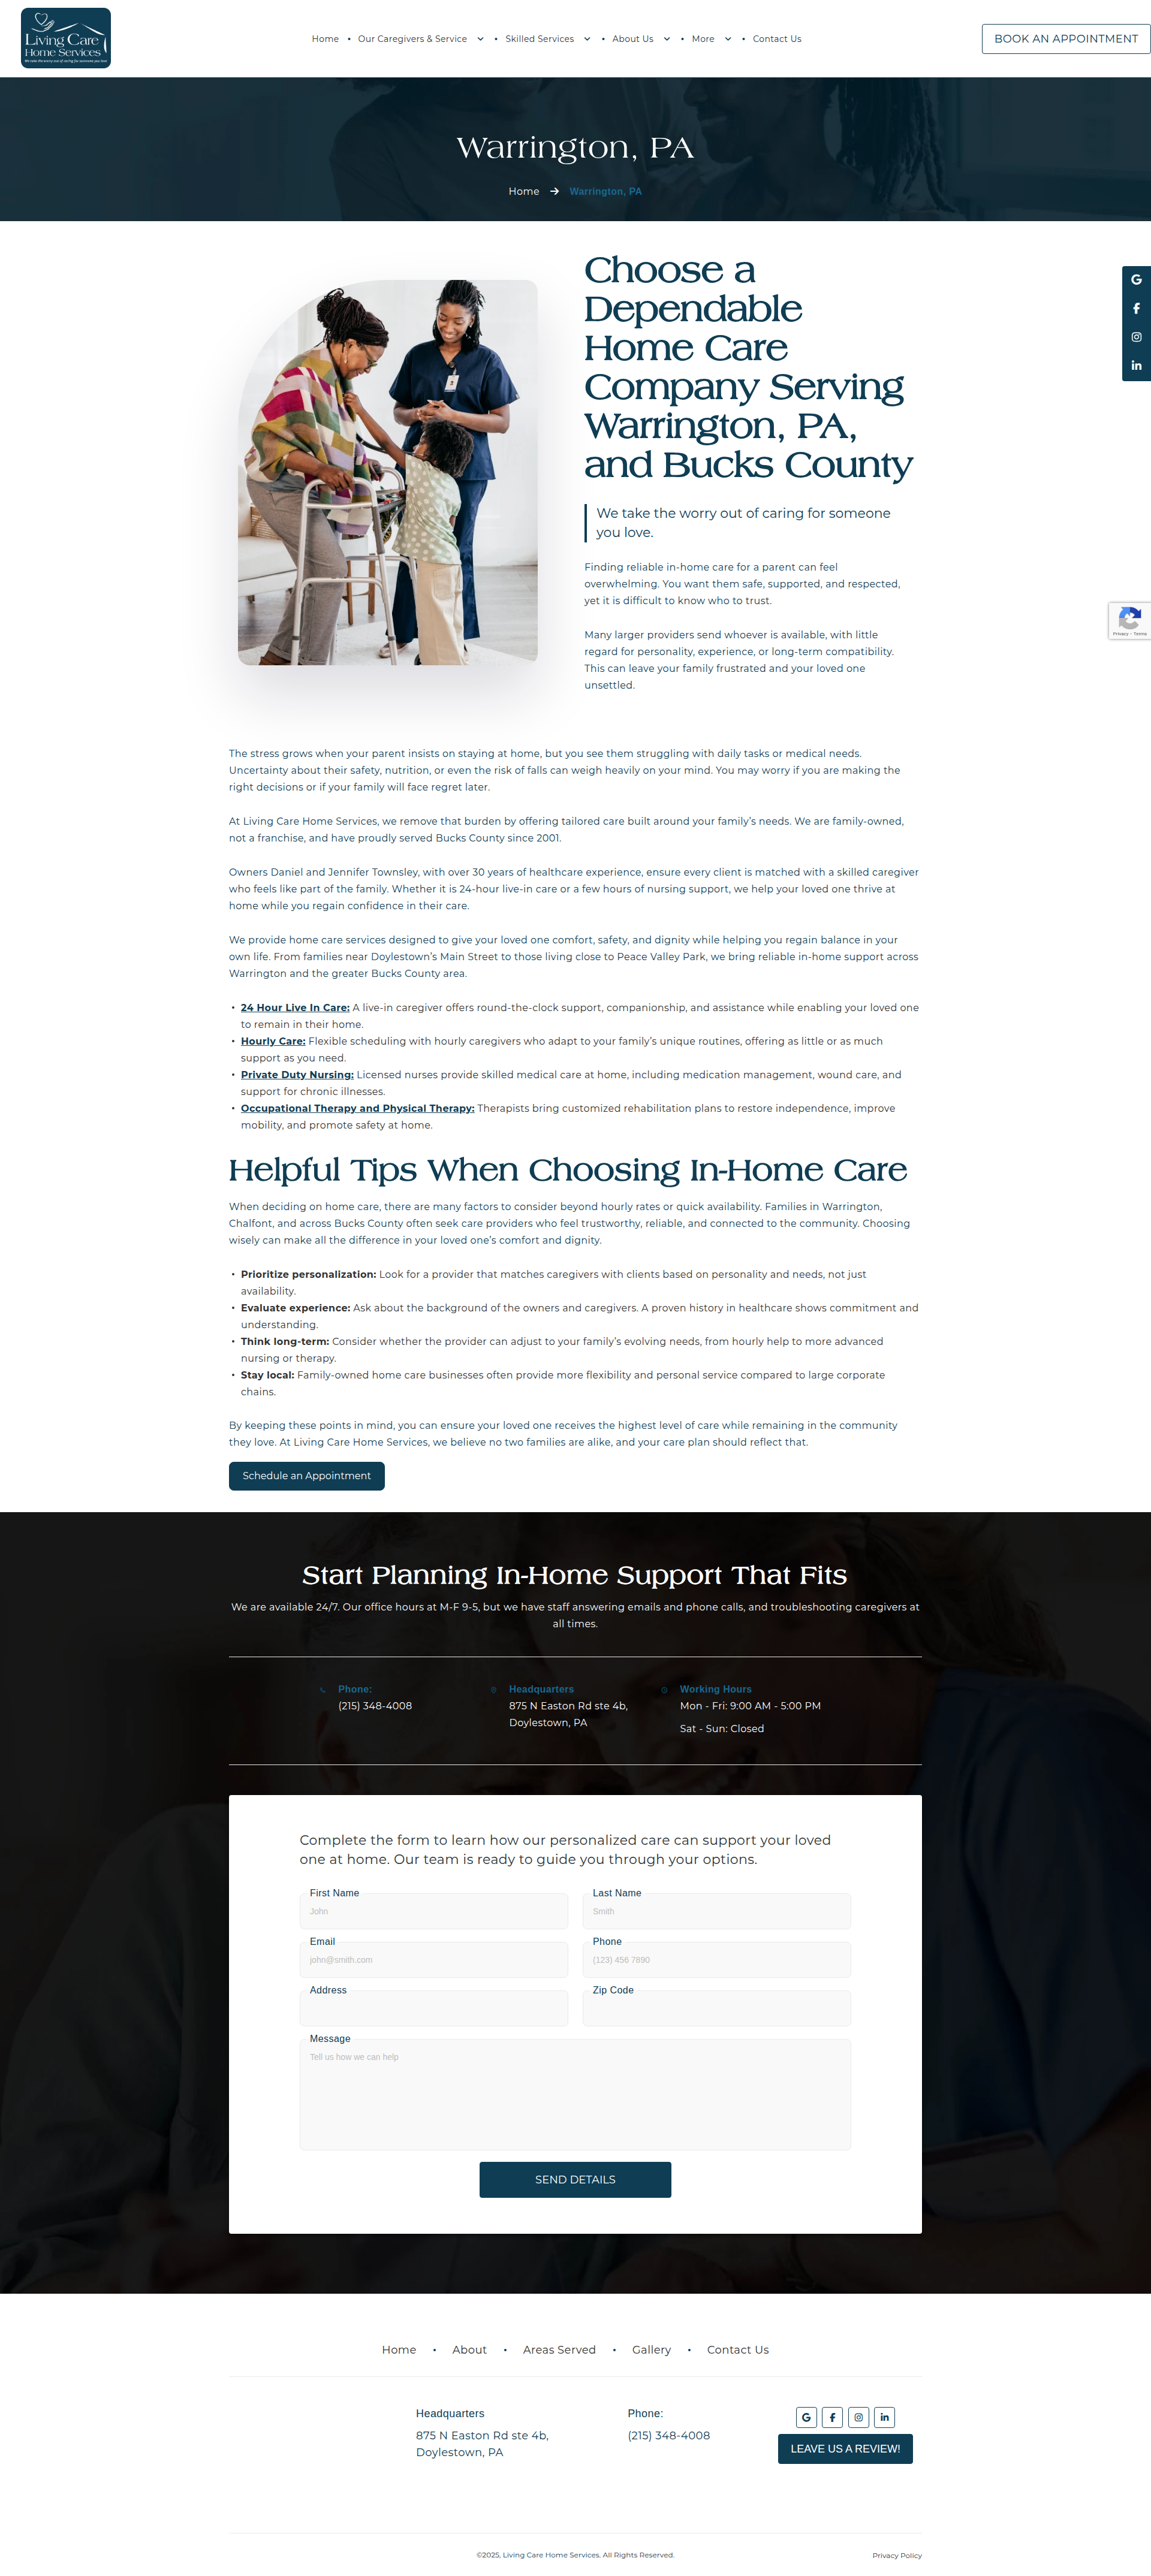 Living Care
Home Services
We take the worry out of caring for someone you love
Home
Our Caregivers & Service
Skilled Services
About Us
More
Contact Us
BOOK AN APPOINTMENT
Warrington, PA
Home
Warrington, PA
Choose a
Dependable
Home Care
Company Serving
Warrington, PA,
and Bucks County
We take the worry out of caring for someone
you love.
Finding reliable in-home care for a parent can feel
overwhelming. You want them safe, supported, and respected,
yet it is difficult to know who to trust.
Many larger providers send whoever is available, with little
regard for personality, experience, or long-term compatibility.
This can leave your family frustrated and your loved one
unsettled.
Privacy - Terms
The stress grows when your parent insists on staying at home, but you see them struggling with daily tasks or medical needs.
Uncertainty about their safety, nutrition, or even the risk of falls can weigh heavily on your mind. You may worry if you are making the
right decisions or if your family will face regret later.
At Living Care Home Services, we remove that burden by offering tailored care built around your family's needs. We are family-owned,
not a franchise, and have proudly served Bucks County since 2001.
Owners Daniel and Jennifer Townsley, with over 30 years of healthcare experience, ensure every client is matched with a skilled caregiver
who feels like part of the family. Whether it is 24-hour live-in care or a few hours of nursing support, we help your loved one thrive at
home while you regain confidence in their care.
We provide home care services designed to give your loved one comfort, safety, and dignity while helping you regain balance in your
own life. From families near Doylestown's Main Street to those living close to Peace Valley Park, we bring reliable in-home support across
Warrington and the greater Bucks County area.
• 24 Hour Live In Care: A live-in caregiver offers round-the-clock support, companionship, and assistance while enabling your loved one
to remain in their home.
• Hourly Care: Flexible scheduling with hourly caregivers who adapt to your family's unique routines, offering as little or as much
support as you need.
• Private Duty Nursing: Licensed nurses provide skilled medical care at home, including medication management, wound care, and
support for chronic illnesses.
• Occupational Therapy and Physical Therapy: Therapists bring customized rehabilitation plans to restore independence, improve
mobility, and promote safety at home.
Helpful Tips When Choosing In-Home Care
When deciding on home care, there are many factors to consider beyond hourly rates or quick availability. Families in Warrington,
Chalfont, and across Bucks County often seek care providers who feel trustworthy, reliable, and connected to the community. Choosing
wisely can make all the difference in your loved one's comfort and dignity.
• Prioritize personalization: Look for a provider that matches caregivers with clients based on personality and needs, not just
availability.
• Evaluate experience: Ask about the background of the owners and caregivers. A proven history in healthcare shows commitment and
understanding.
• Think long-term: Consider whether the provider can adjust to your family's evolving needs, from hourly help to more advanced
nursing or therapy.
• Stay local: Family-owned home care businesses often provide more flexibility and personal service compared to large corporate
chains.
By keeping these points in mind, you can ensure your loved one receives the highest level of care while remaining in the community
they love. At Living Care Home Services, we believe no two families are alike, and your care plan should reflect that.
Schedule an Appointment
Start Planning In-Home Support That Fits
We are available 24/7. Our office hours at M-F 9-5, but we have staff answering emails and phone calls, and troubleshooting caregivers at
all times.
Phone:
(215) 348-4008
Headquarters
875 N Easton Rd ste 4b,
Doylestown, PA
Working Hours
Mon - Fri: 9:00 AM - 5:00 PM
Sat - Sun: Closed
Complete the form to learn how our personalized care can support your loved
one at home. Our team is ready to guide you through your options.
First Name
John
Last Name
Smith
Email
john@smith.com
Phone
(123) 456 7890
Address
Zip Code
Message
Tell us how we can help
SEND DETAILS
Home
About
Areas Served
Gallery
Contact Us
Headquarters
875 N Easton Rd ste 4b,
Doylestown, PA
Phone:
(215) 348-4008
LEAVE US A REVIEW!
©2025, Living Care Home Services. All Rights Reserved.
Privacy Policy